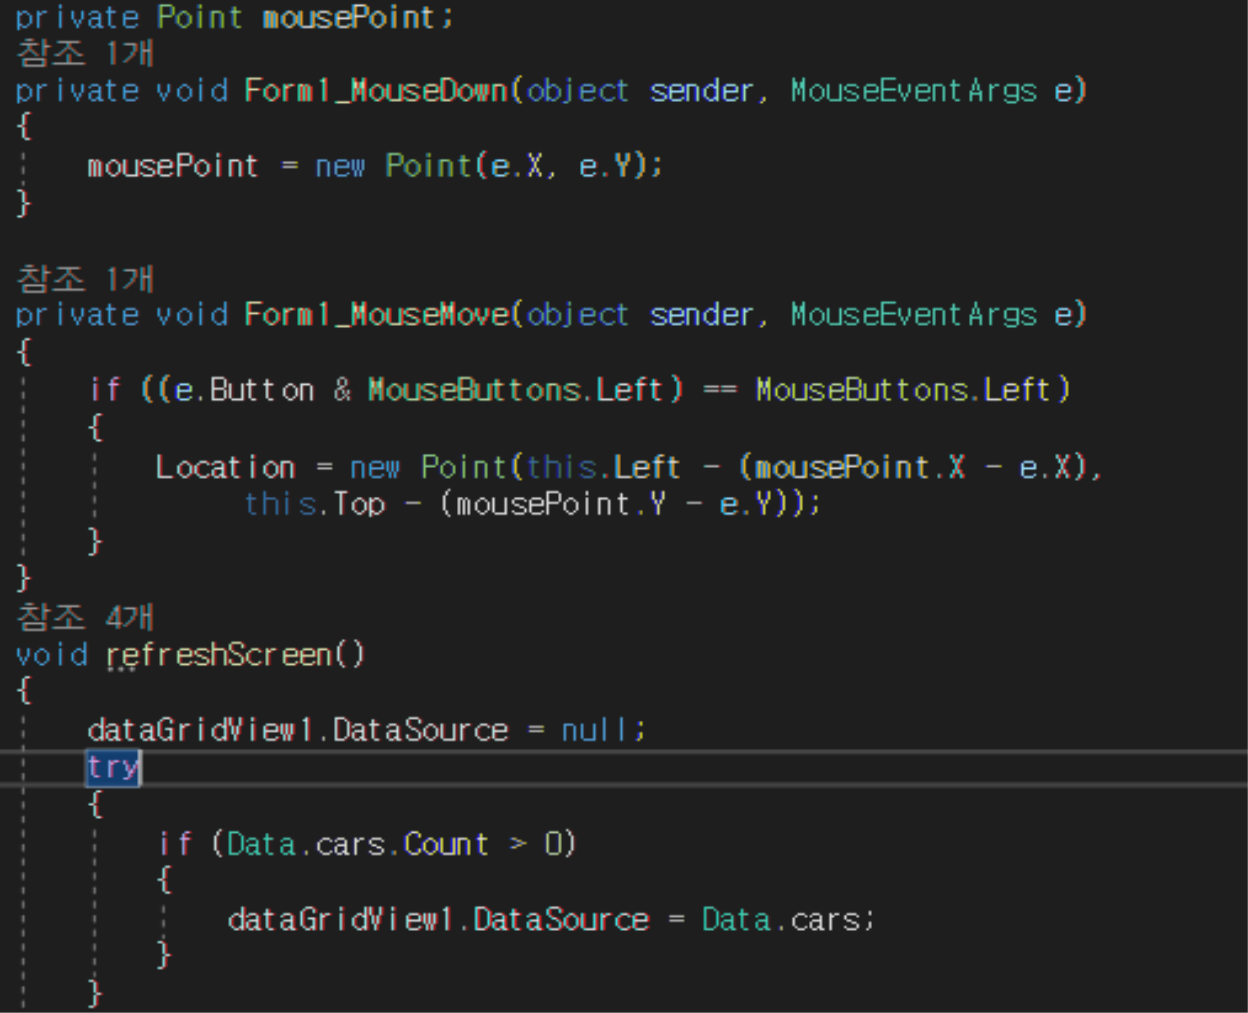 private Point mousePoint;
참조 1개
private void Form1_MouseDown(object sender, MouseEventArgs e)
{
    mousePoint = new Point(e.X, e.Y);
}

참조 1개
private void Form1_MouseMove(object sender, MouseEventArgs e)
{
    if ((e.Button & MouseButtons.Left) == MouseButtons.Left)
    {
        Location = new Point(this.Left - (mousePoint.X - e.X),
             this.Top - (mousePoint.Y - e.Y));
    }
}
참조 4개
void refreshScreen()
{
    dataGridView1.DataSource = null;
    try
    {
        if (Data.cars.Count > 0)
        {
            dataGridView1.DataSource = Data.cars;
        }
    }